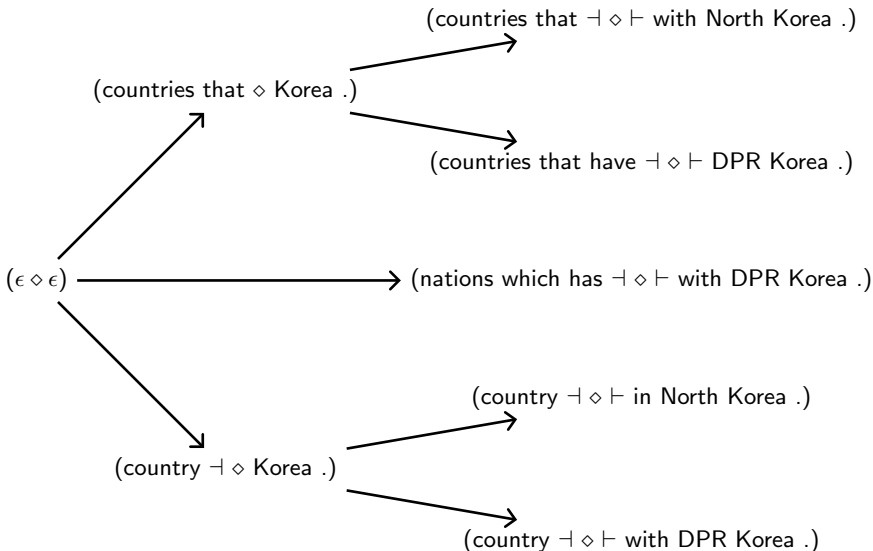 (countries that ⊣ ⋄ ⊢ with North Korea .)
(countries that ⋄ Korea .)
(countries that have ⊣ ⋄ ⊢ DPR Korea .)
(ϵ ⋄ ϵ)
(nations which has ⊣ ⋄ ⊢ with DPR Korea .)
(country ⊣ ⋄ ⊢ in North Korea .)
(country ⊣ ⋄ Korea .)
(country ⊣ ⋄ ⊢ with DPR Korea .)